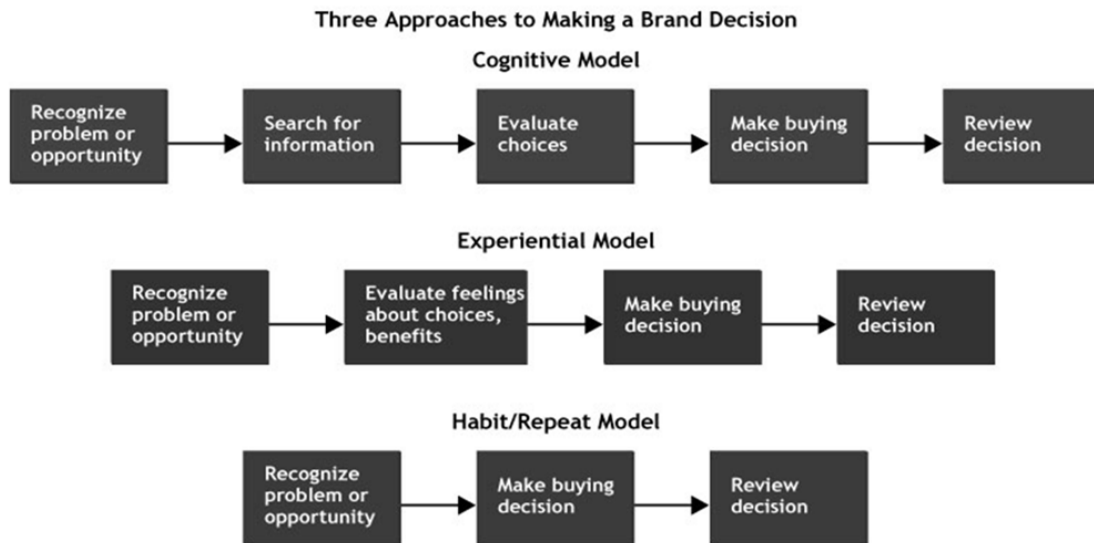 Three Approaches to Making a Brand Decision
Cognitive Model
Recognize
problem or
opportunity
Search for
information
Evaluate
choices
Make buying
decision
Review
decision
Experiential Model
Recognize
problem or
opportunity
Evaluate feelings
about choices,
benefits
Make buying
decision
Review
decision
Habit/Repeat Model
Recognize
problem or
opportunity
Make buying
decision
Review
decision